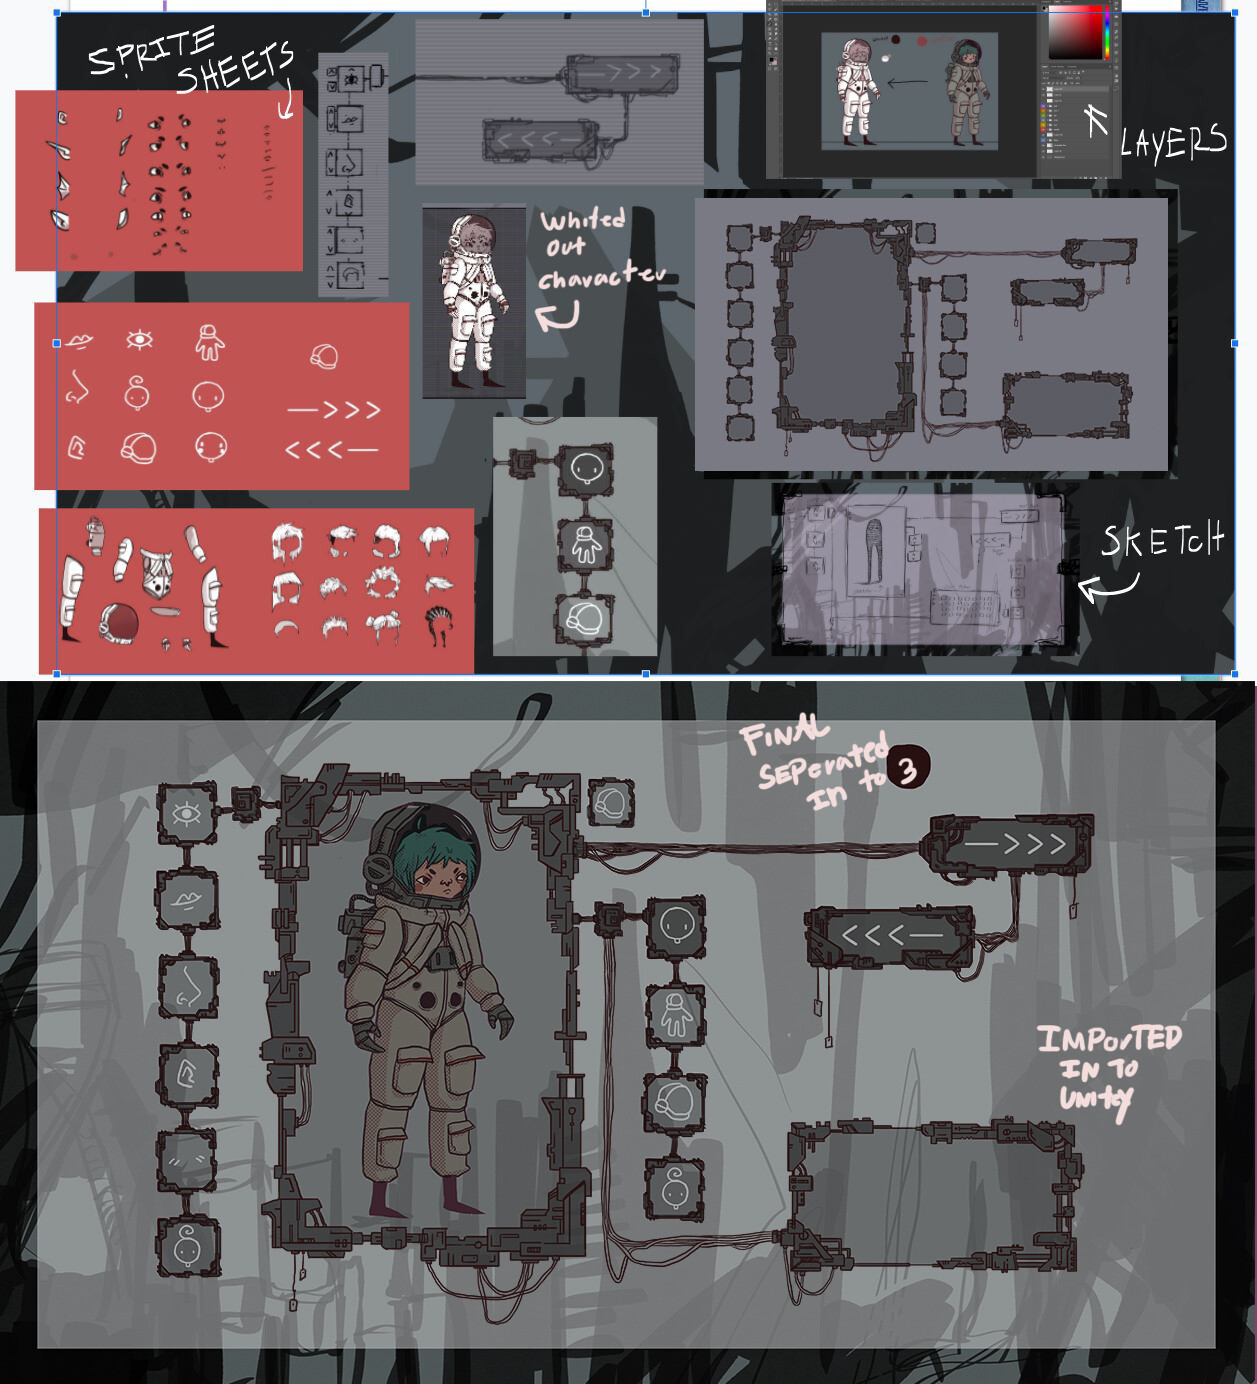 SPRITE
SHEETS
LAYERS
Whited
out
character
SKETCH
FINAL
SEPerated
In to 3
IMPorTED
IN TO
Unity